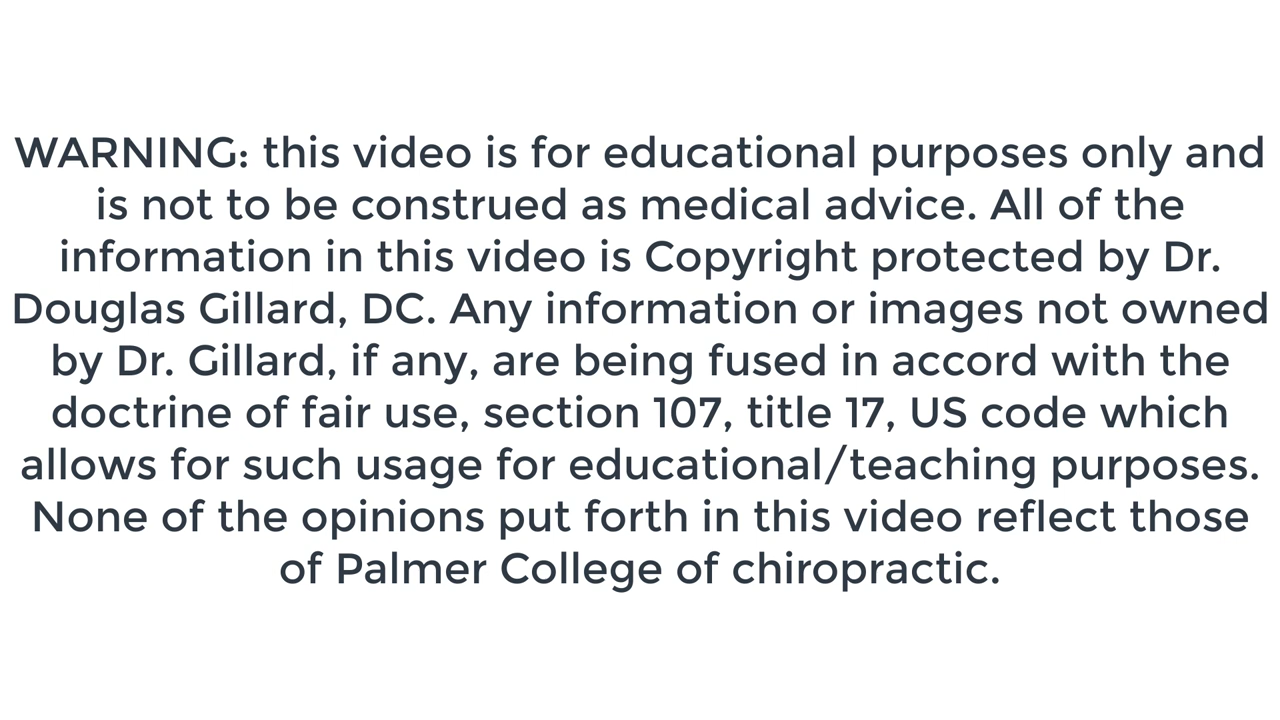 WARNING: this video is for educational purposes only and
is not to be construed as medical advice. All of the
information in this video is Copyright protected by Dr.
Douglas Gillard, DC. Any information or images not owned
by Dr. Gillard, if any, are being fused in accord with the
doctrine of fair use, section 107, title 17, US code which
allows for such usage for educational/teaching purposes.
None of the opinions put forth in this video reflect those
of Palmer College of chiropractic.